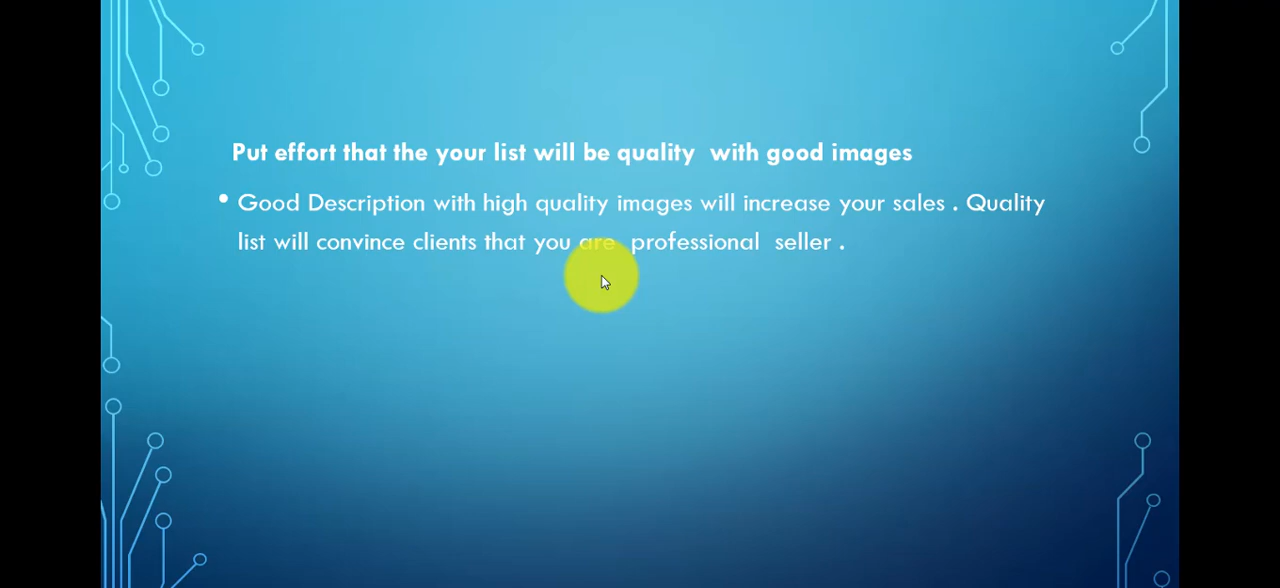 Put effort that the your list will be quality  with good images
• Good Description with high quality images will increase your sales . Quality
list will convince clients that you are  professional  seller .